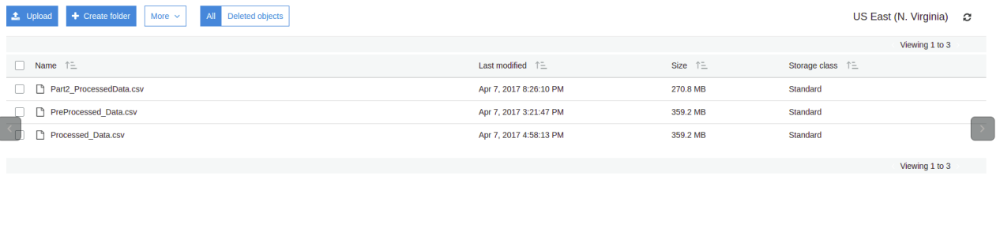 Upload Create folder More All Deleted objects US East (N. Virginia)
Viewing 1 to 3
Name Last modified Size Storage class
Part2_ProcessedData.csv Apr 7, 2017 8:26:10 PM 270.8 MB Standard
PreProcessed_Data.csv Apr 7, 2017 3:21:47 PM 359.2 MB Standard
Processed_Data.csv Apr 7, 2017 4:58:13 PM 359.2 MB Standard
Viewing 1 to 3